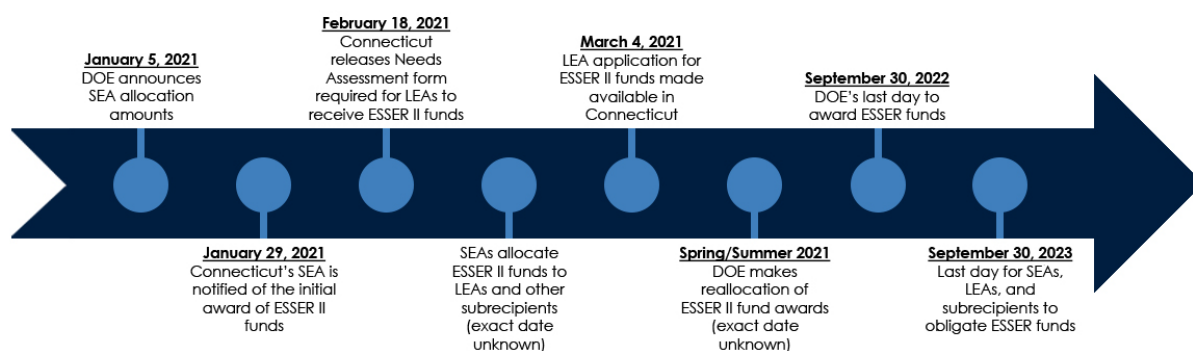 January 5, 2021
DOE announces
SEA allocation
amounts
January 29, 2021
Connecticut's SEA is
notified of the initial
award of ESSER II
funds
February 18, 2021
Connecticut
releases Needs
Assessment form
required for LEAs to
receive ESSER II funds
SEAs allocate
ESSER II funds to
LEAs and other
subrecipients
(exact date
unknown)
March 4, 2021
LEA application for
ESSER II funds made
available in
Connecticut
Spring/Summer 2021
DOE makes
reallocation of
ESSER II fund awards
(exact date
unknown)
September 30, 2022
DOE's last day to
award ESSER funds
September 30, 2023
Last day for SEAs,
LEAs, and
subrecipients to
obligate ESSER funds